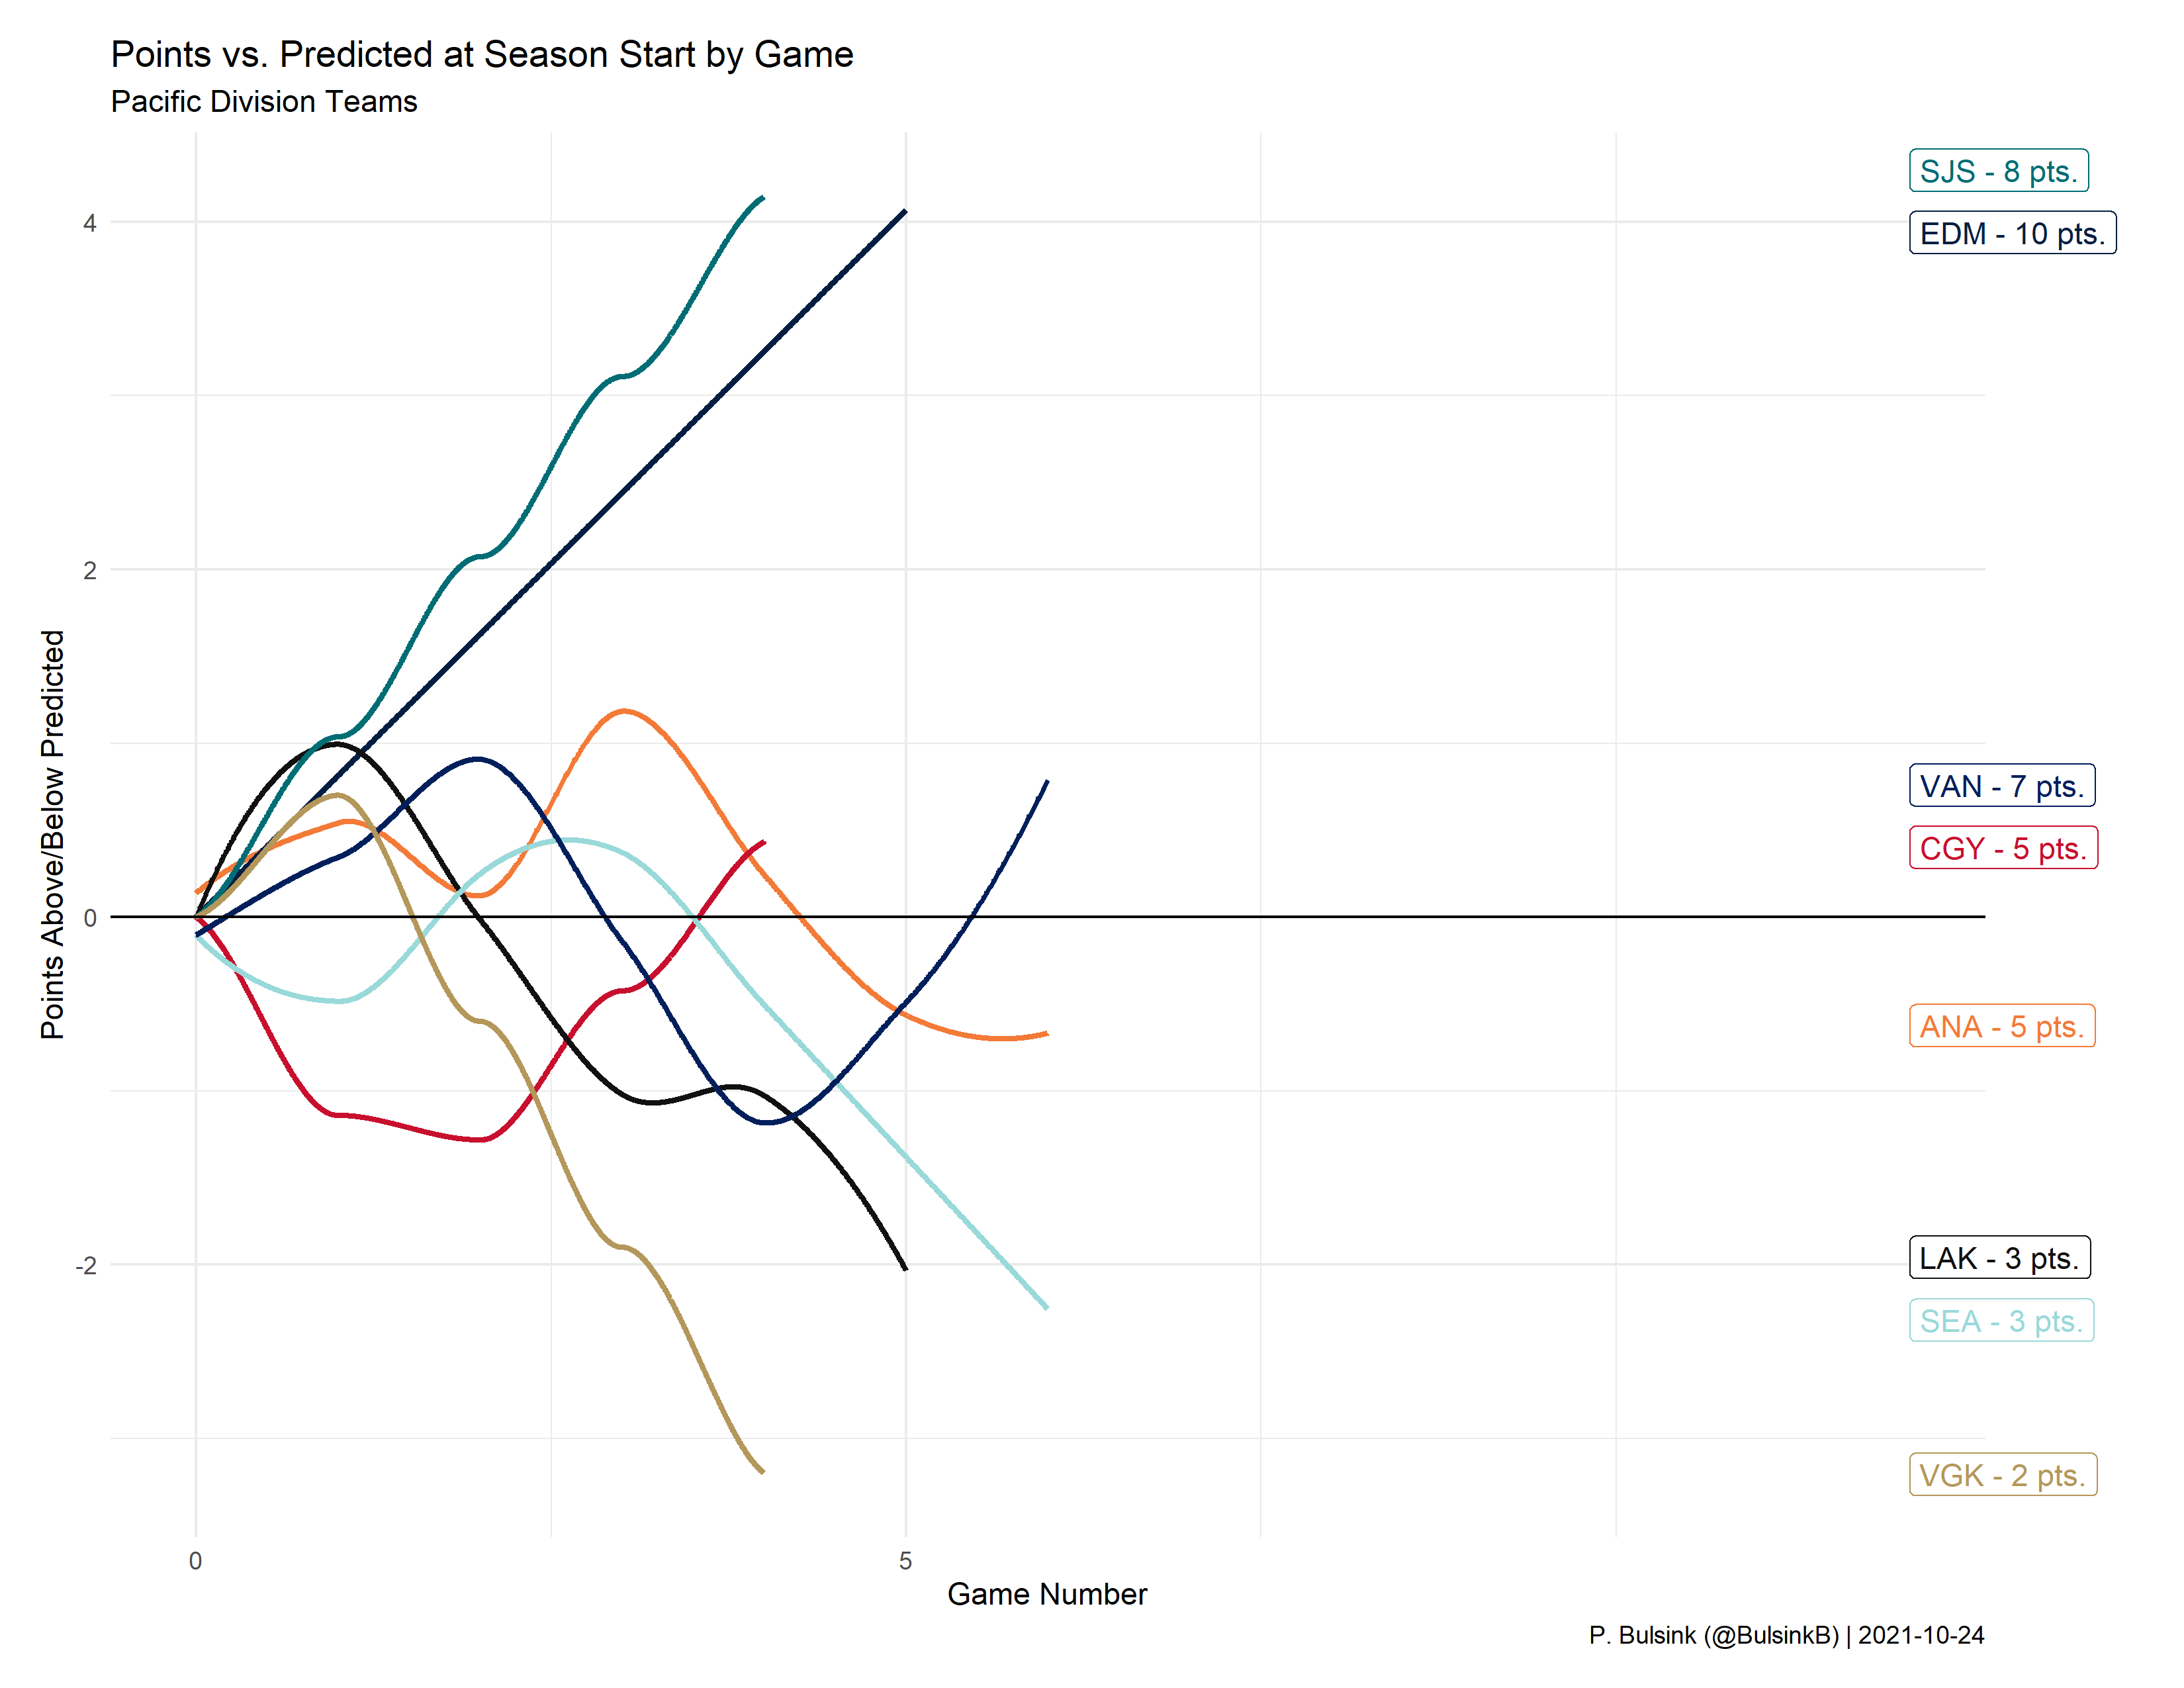 Points vs. Predicted at Season Start by Game
Pacific Division Teams
Points Above/Below Predicted
4
2
0
-2
SJS - 8 pts.
EDM - 10 pts.
VAN - 7 pts.
CGY - 5 pts.
ANA - 5 pts.
LAK - 3 pts.
SEA - 3 pts.
VGK - 2 pts.
0
5
Game Number
P. Bulsink (@BulsinkB) | 2021-10-24